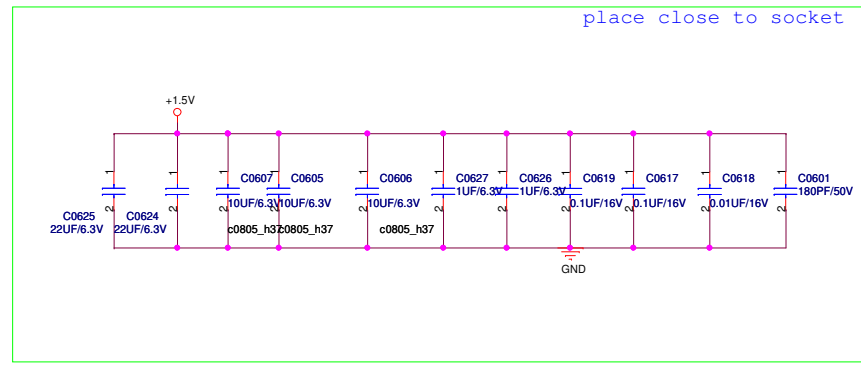 place close to socket
+1.5V
1 1 1 1 1 1 1 1 1 1 1
C0607 C0605 C0606 C0627 C0626 C0619 C0617 C0618 C0601
10UF/6.3V 10UF/6.3V 10UF/6.3V 1UF/6.3V 1UF/6.3V 0.1UF/16V 0.1UF/16V 0.01UF/16V 180PF/50V
2 2 2 2 2 2 2 2 2 2 2
C0625 C0624
22UF/6.3V 22UF/6.3V
c0805_h37 c0805_h37 c0805_h37
GND